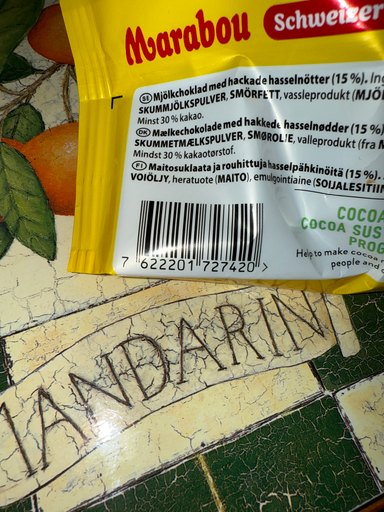 Marabou
Schweizer
SE Mjölkchoklad med hackade hasselnötter (15 %).
SKUMMJÖLKSPULVER, SMÖRFETT, vassleprodukt (MJÖ
Minst 30 % kakao.
DK Mælkechokolade med hakkede hasselnødder (15 %
SKUMMETMÆLKSPULVER, SMØROLIE, valleprodukt (fra
Mindst 30 % kakaotørstof.
FI Maitosuklaata ja rouhittuja hasselpähkinöitä (15 %).
VOIÖLJY, heratuote (MAITO), emulgointiaine (SOIJALESITII
COCOA
COCOA SUS
PROG
Help to make cocoa
people and
7 622201 727420 >
MANDARIN